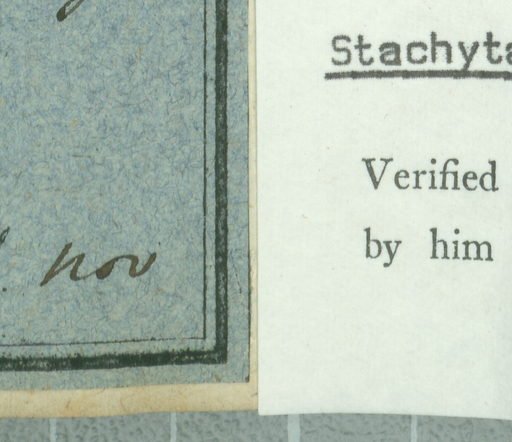 nov
Stachyta
Verified
by him